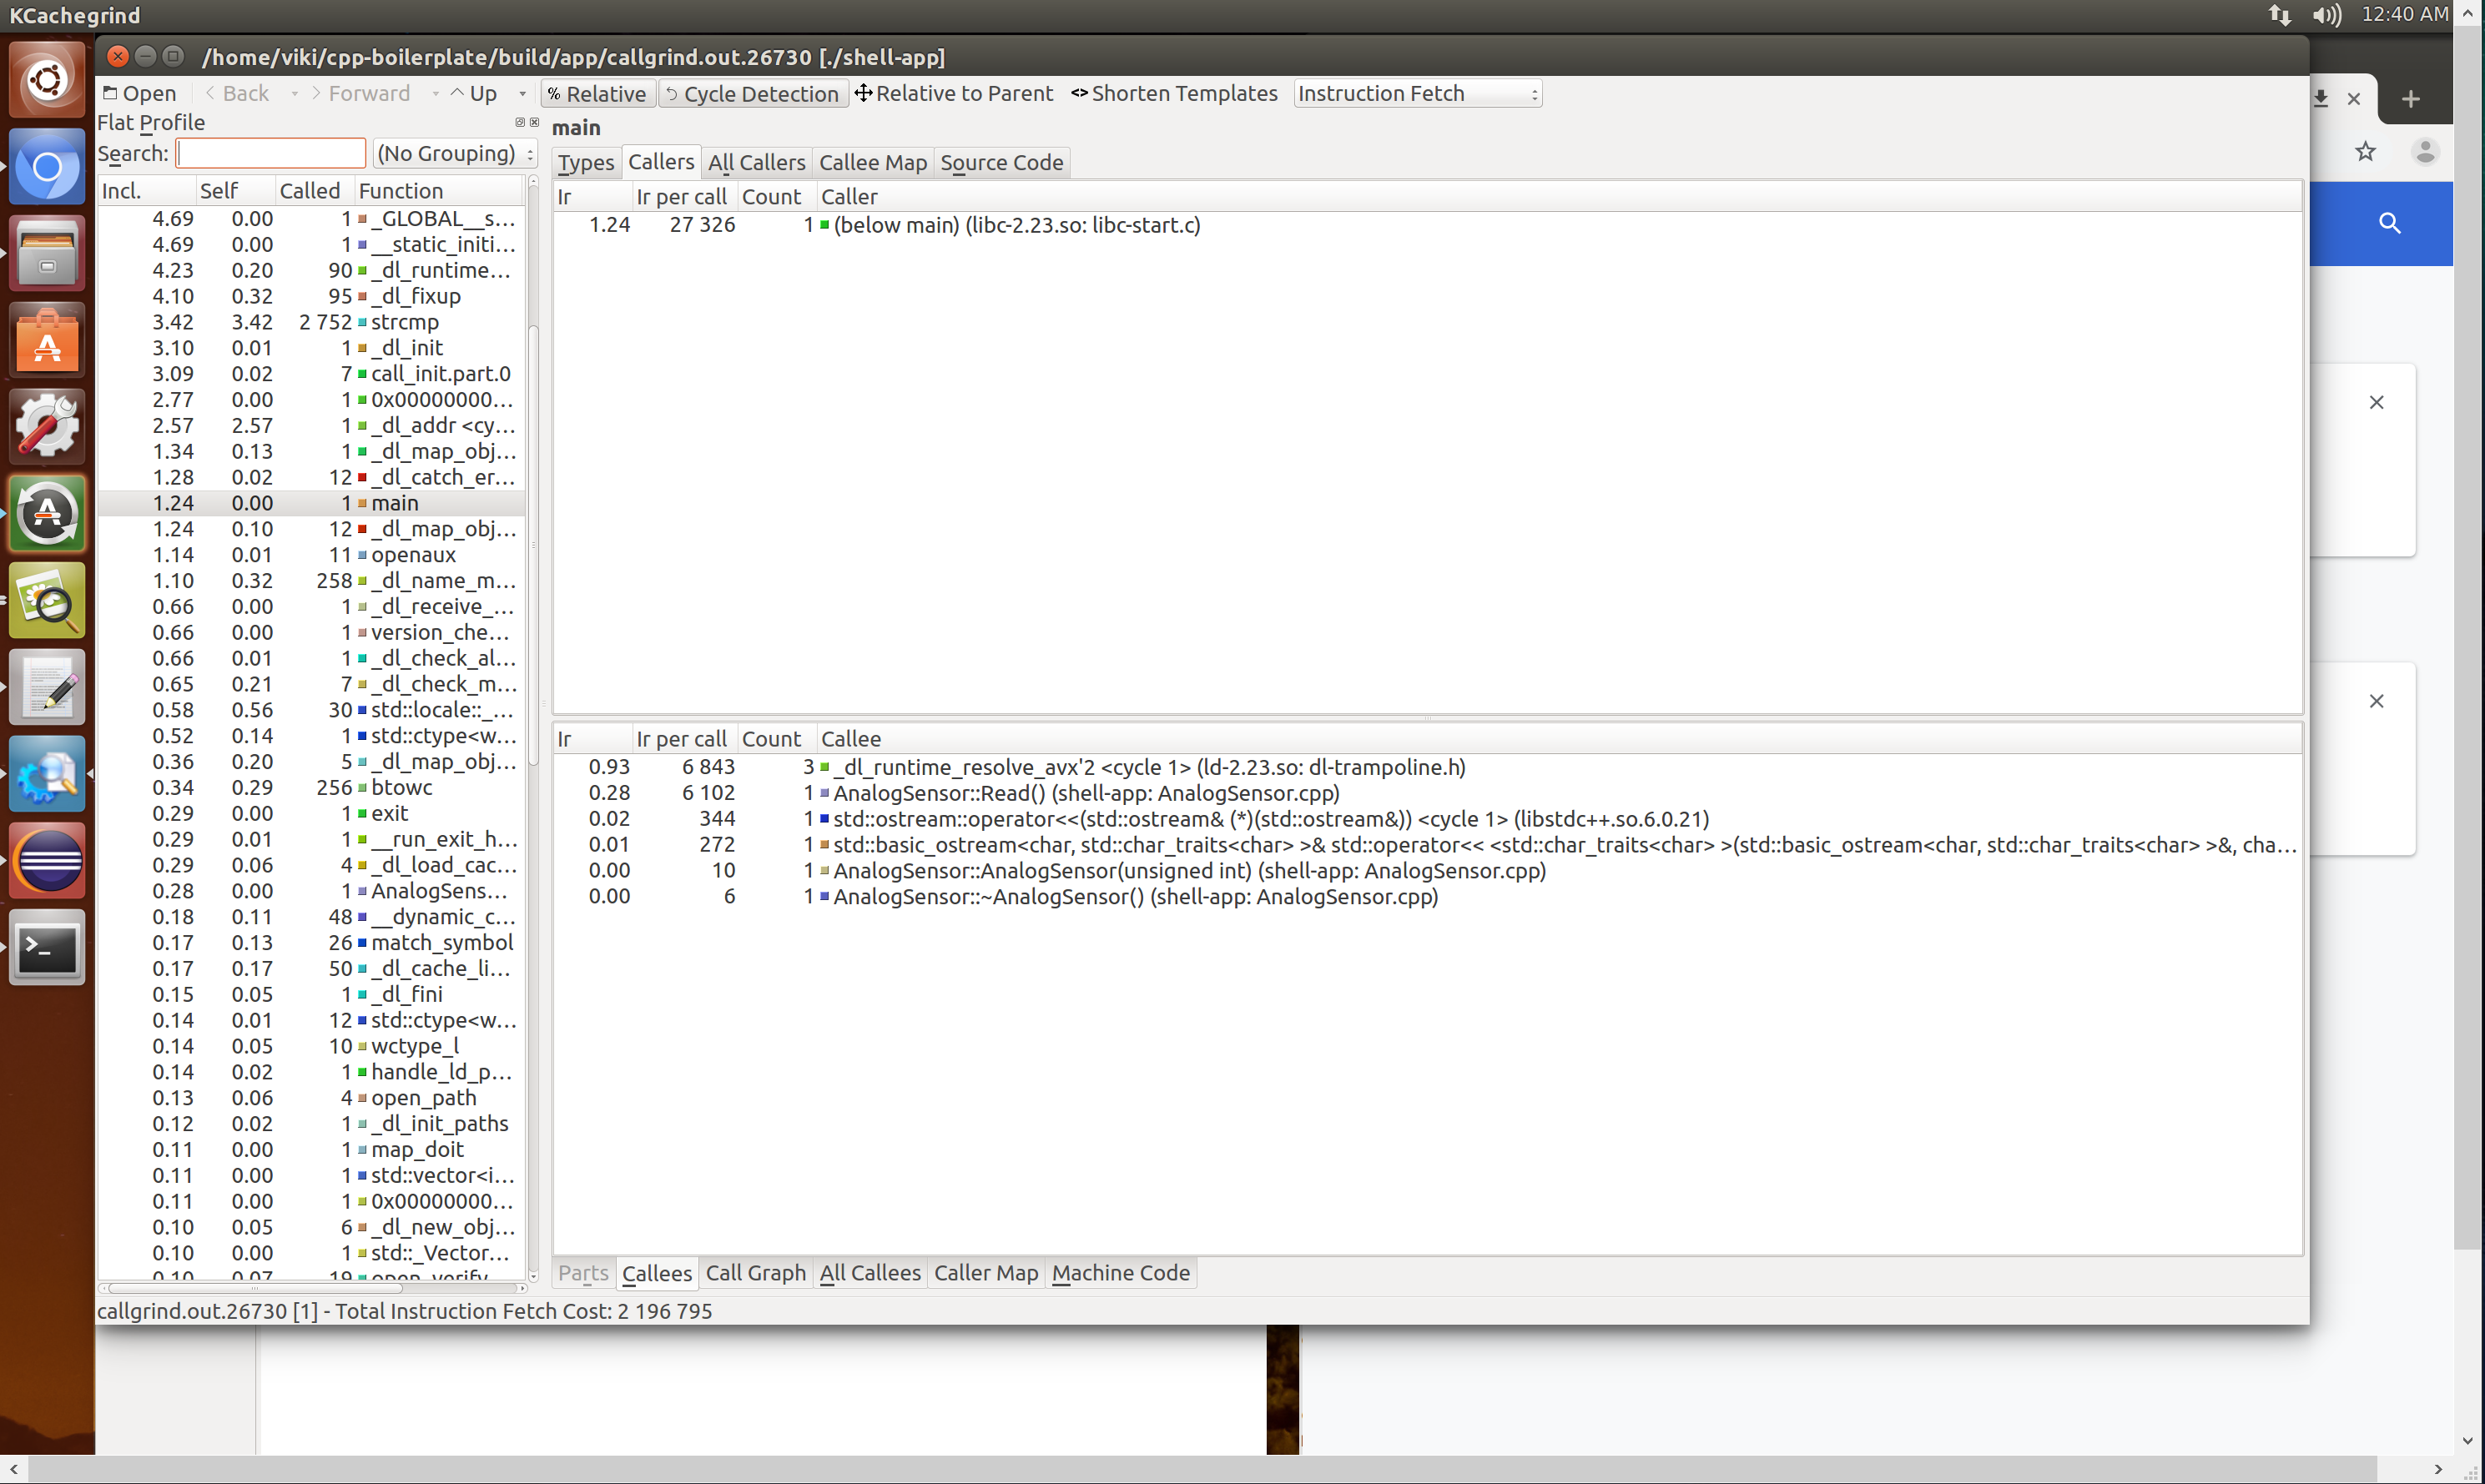 KCachegrind
12:40 AM
/home/viki/cpp-boilerplate/build/app/callgrind.out.26730 [./shell-app]
Open Back Forward Up % Relative Cycle Detection Relative to Parent <> Shorten Templates Instruction Fetch
Flat Profile
Search: (No Grouping)
Incl. Self Called Function
4.69 0.00 1 _GLOBAL__s...
4.69 0.00 1 __static_initi...
4.23 0.20 90 _dl_runtime...
4.10 0.32 95 _dl_fixup
3.42 3.42 2 752 strcmp
3.10 0.01 1 _dl_init
3.09 0.02 7 call_init.part.0
2.77 0.00 1 0x00000000...
2.57 2.57 1 _dl_addr <cy...
1.34 0.13 1 _dl_map_obj...
1.28 0.02 12 _dl_catch_er...
1.24 0.00 1 main
1.24 0.10 12 _dl_map_obj...
1.14 0.01 11 openaux
1.10 0.32 258 _dl_name_m...
0.66 0.00 1 _dl_receive_...
0.66 0.00 1 version_che...
0.66 0.01 1 _dl_check_al...
0.65 0.21 7 _dl_check_m...
0.58 0.56 30 std::locale::_...
0.52 0.14 1 std::ctype<w...
0.36 0.20 5 _dl_map_obj...
0.34 0.29 256 btowc
0.29 0.00 1 exit
0.29 0.01 1 __run_exit_h...
0.29 0.06 4 _dl_load_cac...
0.28 0.00 1 AnalogSens...
0.18 0.11 48 __dynamic_c...
0.17 0.13 26 match_symbol
0.17 0.17 50 _dl_cache_li...
0.15 0.05 1 _dl_fini
0.14 0.01 12 std::ctype<w...
0.14 0.05 10 wctype_l
0.14 0.02 1 handle_ld_p...
0.13 0.06 4 open_path
0.12 0.02 1 _dl_init_paths
0.11 0.00 1 map_doit
0.11 0.00 1 std::vector<i...
0.11 0.00 1 0x00000000...
0.10 0.05 6 _dl_new_obj...
0.10 0.00 1 std::_Vector...
0.10 0.07 19 open_verify
main
Types Callers All Callers Callee Map Source Code
Ir Ir per call Count Caller
1.24 27 326 1 (below main) (libc-2.23.so: libc-start.c)
Ir Ir per call Count Callee
0.93 6 843 3 _dl_runtime_resolve_avx'2 <cycle 1> (ld-2.23.so: dl-trampoline.h)
0.28 6 102 1 AnalogSensor::Read() (shell-app: AnalogSensor.cpp)
0.02 344 1 std::ostream::operator<<(std::ostream& (*)(std::ostream&)) <cycle 1> (libstdc++.so.6.0.21)
0.01 272 1 std::basic_ostream<char, std::char_traits<char> >& std::operator<< <std::char_traits<char> >(std::basic_ostream<char, std::char_traits<char> >&, cha...
0.00 10 1 AnalogSensor::AnalogSensor(unsigned int) (shell-app: AnalogSensor.cpp)
0.00 6 1 AnalogSensor::~AnalogSensor() (shell-app: AnalogSensor.cpp)
Parts Callees Call Graph All Callees Caller Map Machine Code
callgrind.out.26730 [1] - Total Instruction Fetch Cost: 2 196 795